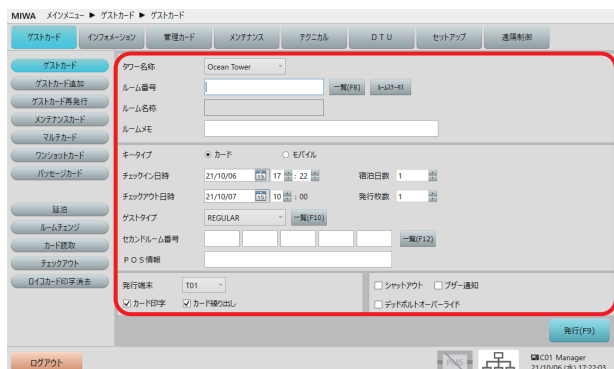 MIWA メインメニュー ▶ ゲストカード ▶ ゲストカード
ゲストカード インフォメーション 管理カード メンテナンス テクニカル DTU セットアップ 遠隔制御
ゲストカード
ゲストカード追加
ゲストカード再発行
メンテナンスカード
マルチカード
ワンショットカード
パッセージカード
延泊
ルームチェンジ
カード読取
チェックアウト
ロイコカード印字消去
ログアウト
タワー名称 Ocean Tower
ルーム番号 一覧(F8) ルームステータス
ルーム名称
ルームメモ
キータイプ カード モバイル
チェックイン日時 21/10/06 15 17 : 22 宿泊日数 1
チェックアウト日時 21/10/07 15 10 : 00 発行枚数 1
ゲストタイプ REGULAR 一覧(F10)
セカンドルーム番号 一覧(F12)
POS情報
発行端末 T01 シャットアウト ブザー通知
カード印字 カード繰り出し デッドボルトオーバーライド
発行(F9)
PMS C01 Manager
21/10/06 (水) 17:22:03